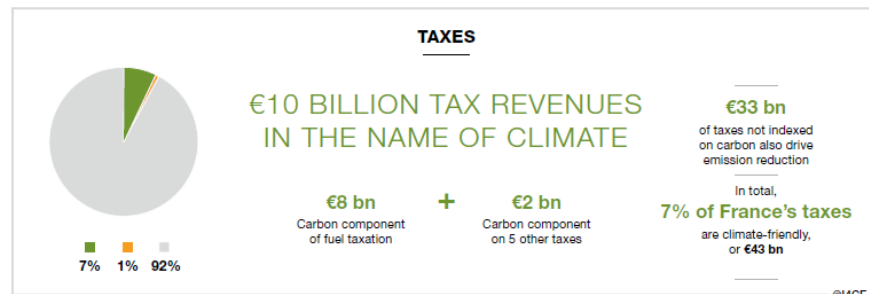 TAXES
€10 BILLION TAX REVENUES
IN THE NAME OF CLIMATE
€8 bn
Carbon component
of fuel taxation
+
€2 bn
Carbon component
on 5 other taxes
€33 bn
of taxes not indexed
on carbon also drive
emission reduction
In total,
7% of France's taxes
are climate-friendly,
or €43 bn
7% 1% 92%